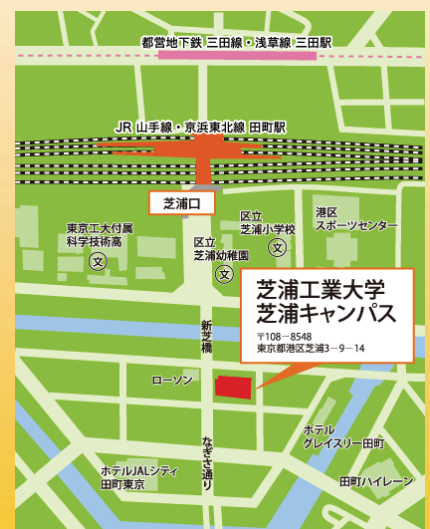 都営地下鉄 三田線・浅草線 三田駅
JR 山手線・京浜東北線 田町駅
芝浦口
東京工大付属
科学技術高
文
区立
芝浦幼稚園
文
区立
芝浦小学校
文
港区
スポーツセンター
芝浦工業大学
芝浦キャンパス
〒108-8548
東京都港区芝浦3-9-14
新芝橋
ローソン
なぎさ通り
ホテルJALシティ
田町東京
ホテル
グレイスリー田町
田町ハイレーン